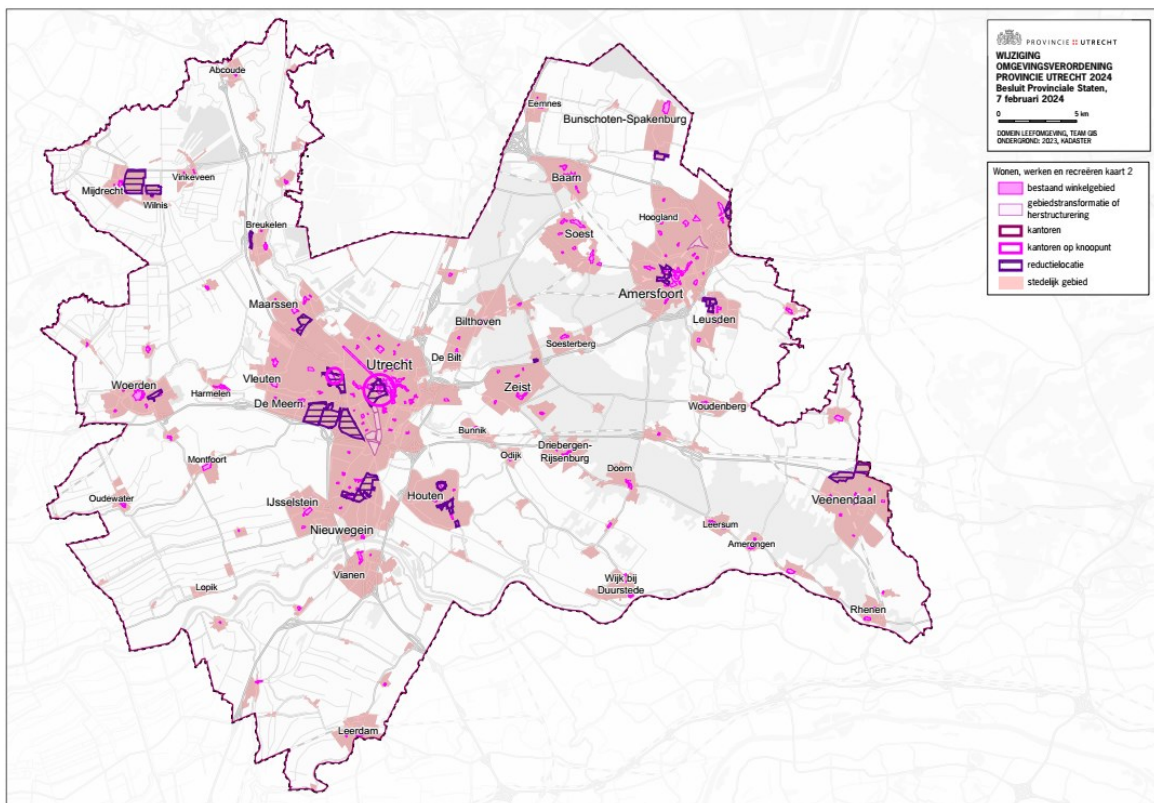 PROVINCIE UTRECHT
WIJZIGING
OMGEVINGSVERORDENING
PROVINCIE UTRECHT 2024
Besluit Provinciale Staten,
7 februari 2024
0 5 km
DOMEIN LEEFOMGEVING, TEAM GIS
ONDERGROND: 2023, KADASTER
Wonen, werken en recreëren kaart 2
bestaand winkelgebied
gebiedstransformatie of
herstructurering
kantoren
kantoren op knoopunt
reductielocatie
stedelijk gebied
Abcoude
Eemnes
Bunschoten-Spakenburg
Vinkeveen
Baarn
Mijdrecht
Wilnis
Hoogland
Breukelen
Soest
Amersfoort
Maarssen
Bilthoven
Leusden
Soesterberg
De Bilt
Utrecht
Vleuten
Zeist
Woerden
Harmelen
De Meern
Woudenberg
Bunnik
Driebergen-
Rijsenburg
Odijk
Montfoort
Doorn
Oudewater
IJsselstein
Houten
Veenendaal
Nieuwegein
Leersum
Amerongen
Vianen
Wijk bij
Duurstede
Lopik
Rhenen
Leerdam